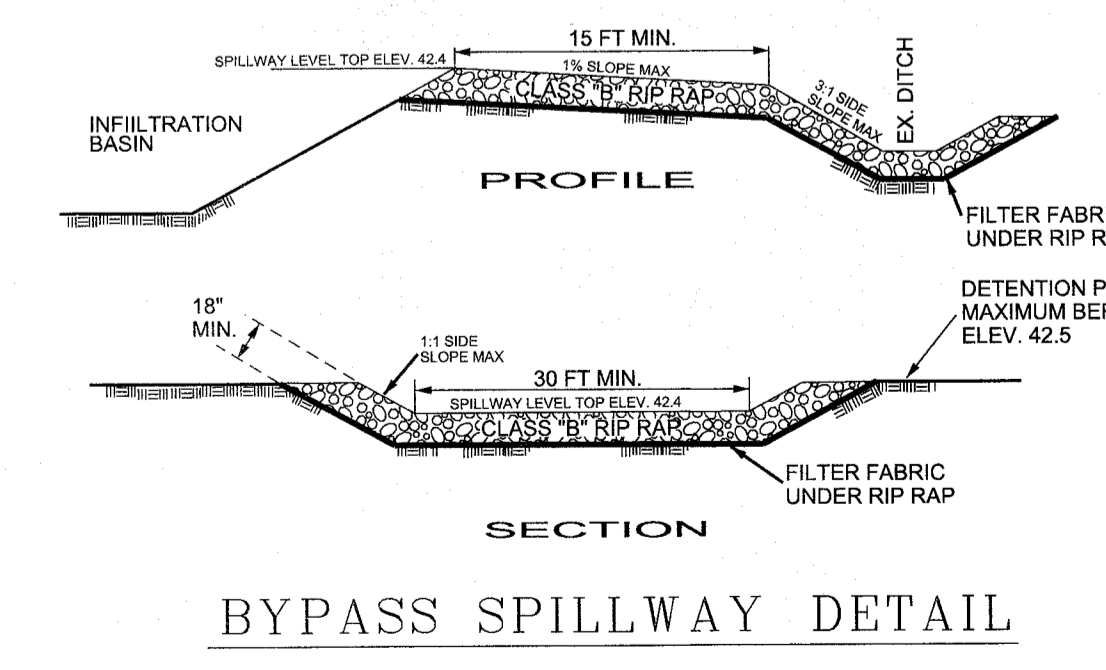 15 FT MIN.
SPILLWAY LEVEL TOP ELEV. 42.4
1% SLOPE MAX
CLASS "B" RIP RAP
3:1 SIDE
SLOPE MAX
EX. DITCH
INFIILTRATION
BASIN
PROFILE
FILTER FABR
UNDER RIP R
18"
MIN.
1:1 SIDE
SLOPE MAX
DETENTION P
MAXIMUM BER
ELEV. 42.5
30 FT MIN.
SPILLWAY LEVEL TOP ELEV. 42.4
CLASS "B" RIP RAP
FILTER FABRIC
UNDER RIP RAP
SECTION
BYPASS SPILLWAY DETAIL